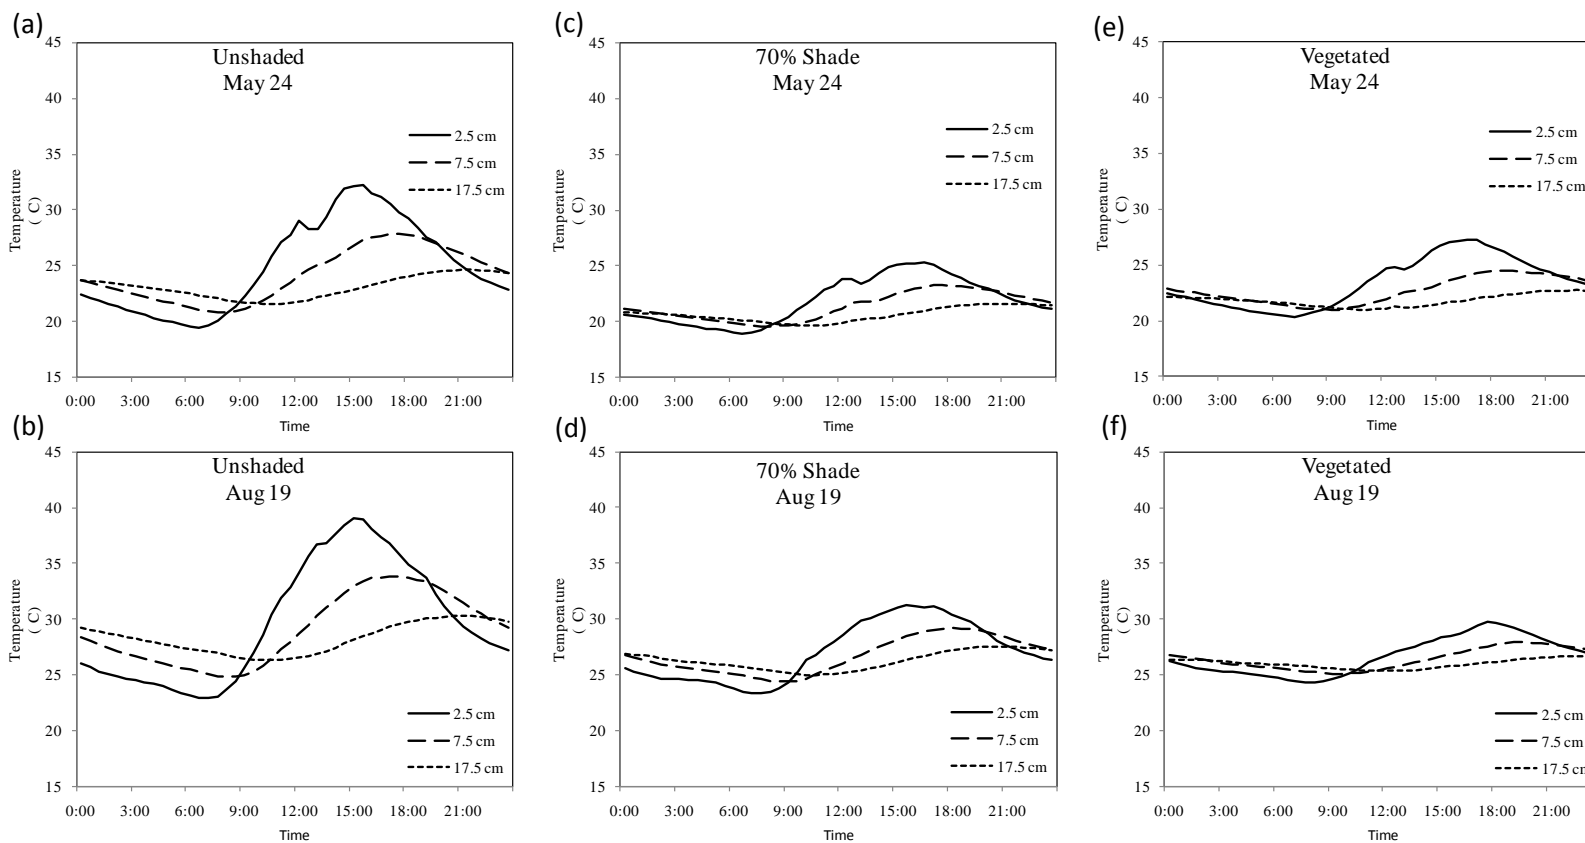 (a)
Unshaded
May 24
45
40
35
30
25
20
15
Temperature
( C)
2.5 cm
7.5 cm
17.5 cm
0:00 3:00 6:00 9:00 12:00 15:00 18:00 21:00
Time
(c)
70% Shade
May 24
45
40
35
30
25
20
15
Temperature
( C)
2.5 cm
7.5 cm
17.5 cm
0:00 3:00 6:00 9:00 12:00 15:00 18:00 21:00
Time
(e)
Vegetated
May 24
45
40
35
30
25
20
15
Temperature
( C)
2.5 cm
7.5 cm
17.5 cm
0:00 3:00 6:00 9:00 12:00 15:00 18:00 21:00
Time
(b)
Unshaded
Aug 19
45
40
35
30
25
20
15
Temperature
( C)
2.5 cm
7.5 cm
17.5 cm
0:00 3:00 6:00 9:00 12:00 15:00 18:00 21:00
Time
(d)
70% Shade
Aug 19
45
40
35
30
25
20
15
Temperature
( C)
2.5 cm
7.5 cm
17.5 cm
0:00 3:00 6:00 9:00 12:00 15:00 18:00 21:00
Time
(f)
Vegetated
Aug 19
45
40
35
30
25
20
15
Temperature
( C)
2.5 cm
7.5 cm
17.5 cm
0:00 3:00 6:00 9:00 12:00 15:00 18:00 21:00
Time